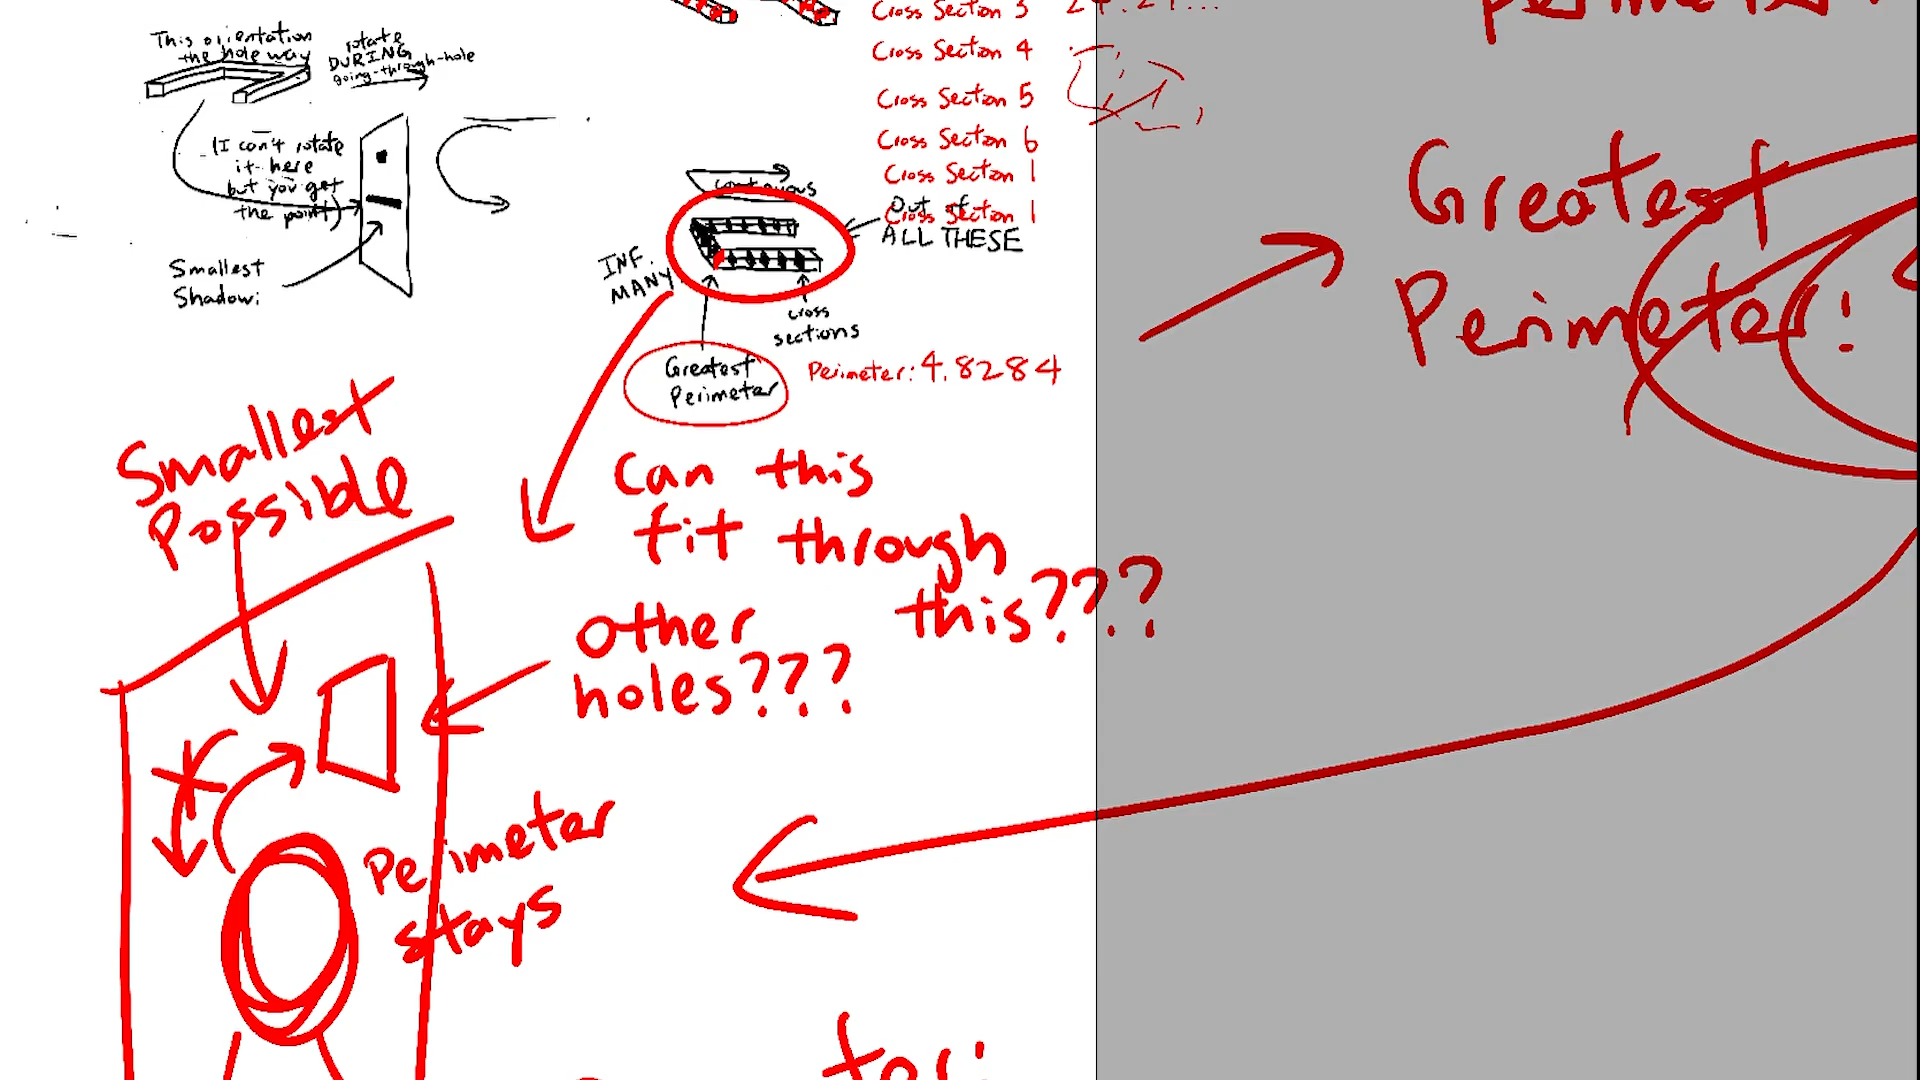 This orientation
the hole way
rotate
DURING
going-through-hole
(I can't rotate
it here
but you get
the point)
Smallest
Shadow:
Cross Section 3
Cross Section 4
Cross Section 5
Cross Section 6
Cross Section 1
Cross Section 1
Out of
ALL THESE
continuous
INF.
MANY
cross
sections
Greatest
Perimeter
Perimeter: 4.8284
Greatest
Perimeter:
Smallest
Possible
Can this
fit through
this???
other
holes???
Perimeter
stays